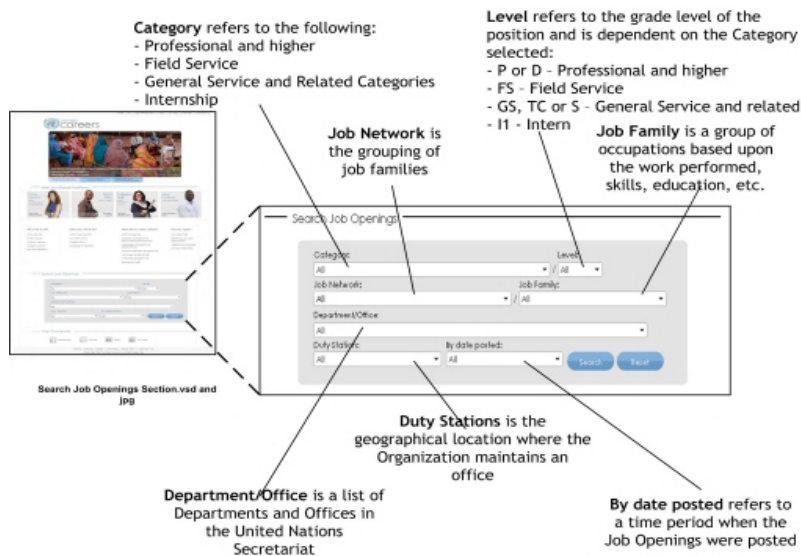 Category refers to the following:
- Professional and higher
- Field Service
- General Service and Related Categories
- Internship
Level refers to the grade level of the
position and is dependent on the Category
selected:
- P or D – Professional and higher
- FS – Field Service
- GS, TC or S – General Service and related
- I1 - Intern
Job Network is
the grouping of
job families
Job Family is a group of
occupations based upon
the work performed,
skills, education, etc.
careers
Search Job Openings
Category:
Level:
All
/ All
Job Network:
Job Family:
All
/ All
Department/Office:
All
Duty Station:
By date posted:
All
All
Search
Reset
Search Job Openings Section.vsd and
jpg
Duty Stations is the
geographical location where the
Organization maintains an
office
Department/Office is a list of
Departments and Offices in
the United Nations
Secretariat
By date posted refers to
a time period when the
Job Openings were posted